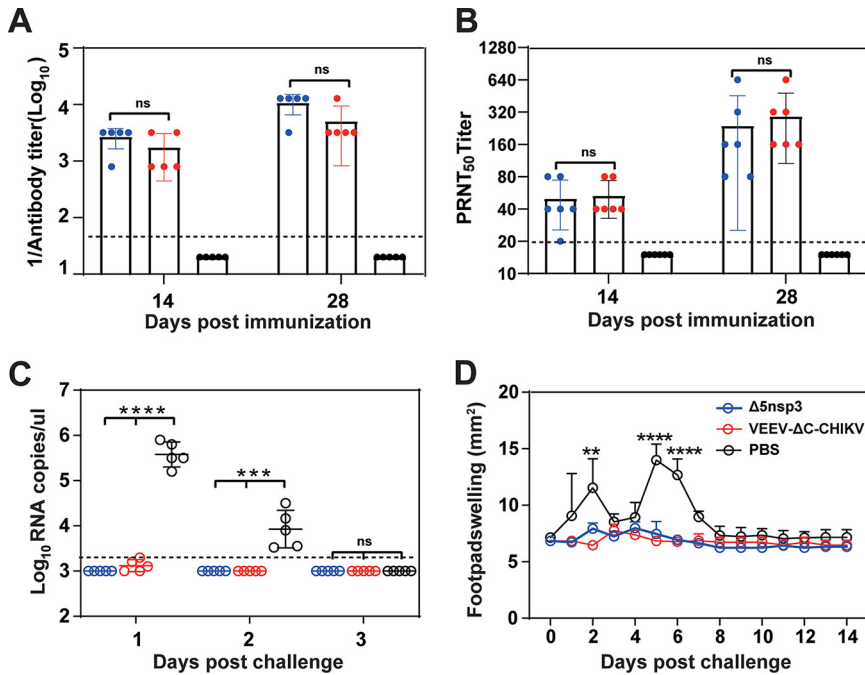 A
1/Antibody titer(Log10)
5
4
3
2
1
ns
ns
14
28
Days post immunization
B
PRNT50 Titer
1280
640
320
160
80
40
20
10
ns
ns
14
28
Days post immunization
C
Log10 RNA copies/ul
7
6
5
4
3
2
****
***
ns
1
2
3
Days post challenge
D
Footpadswelling (mm2)
20
15
10
5
0
Δ5nsp3
VEEV-ΔC-CHIKV
PBS
**
****
****
0
2
4
6
8
10
12
14
Days post challenge